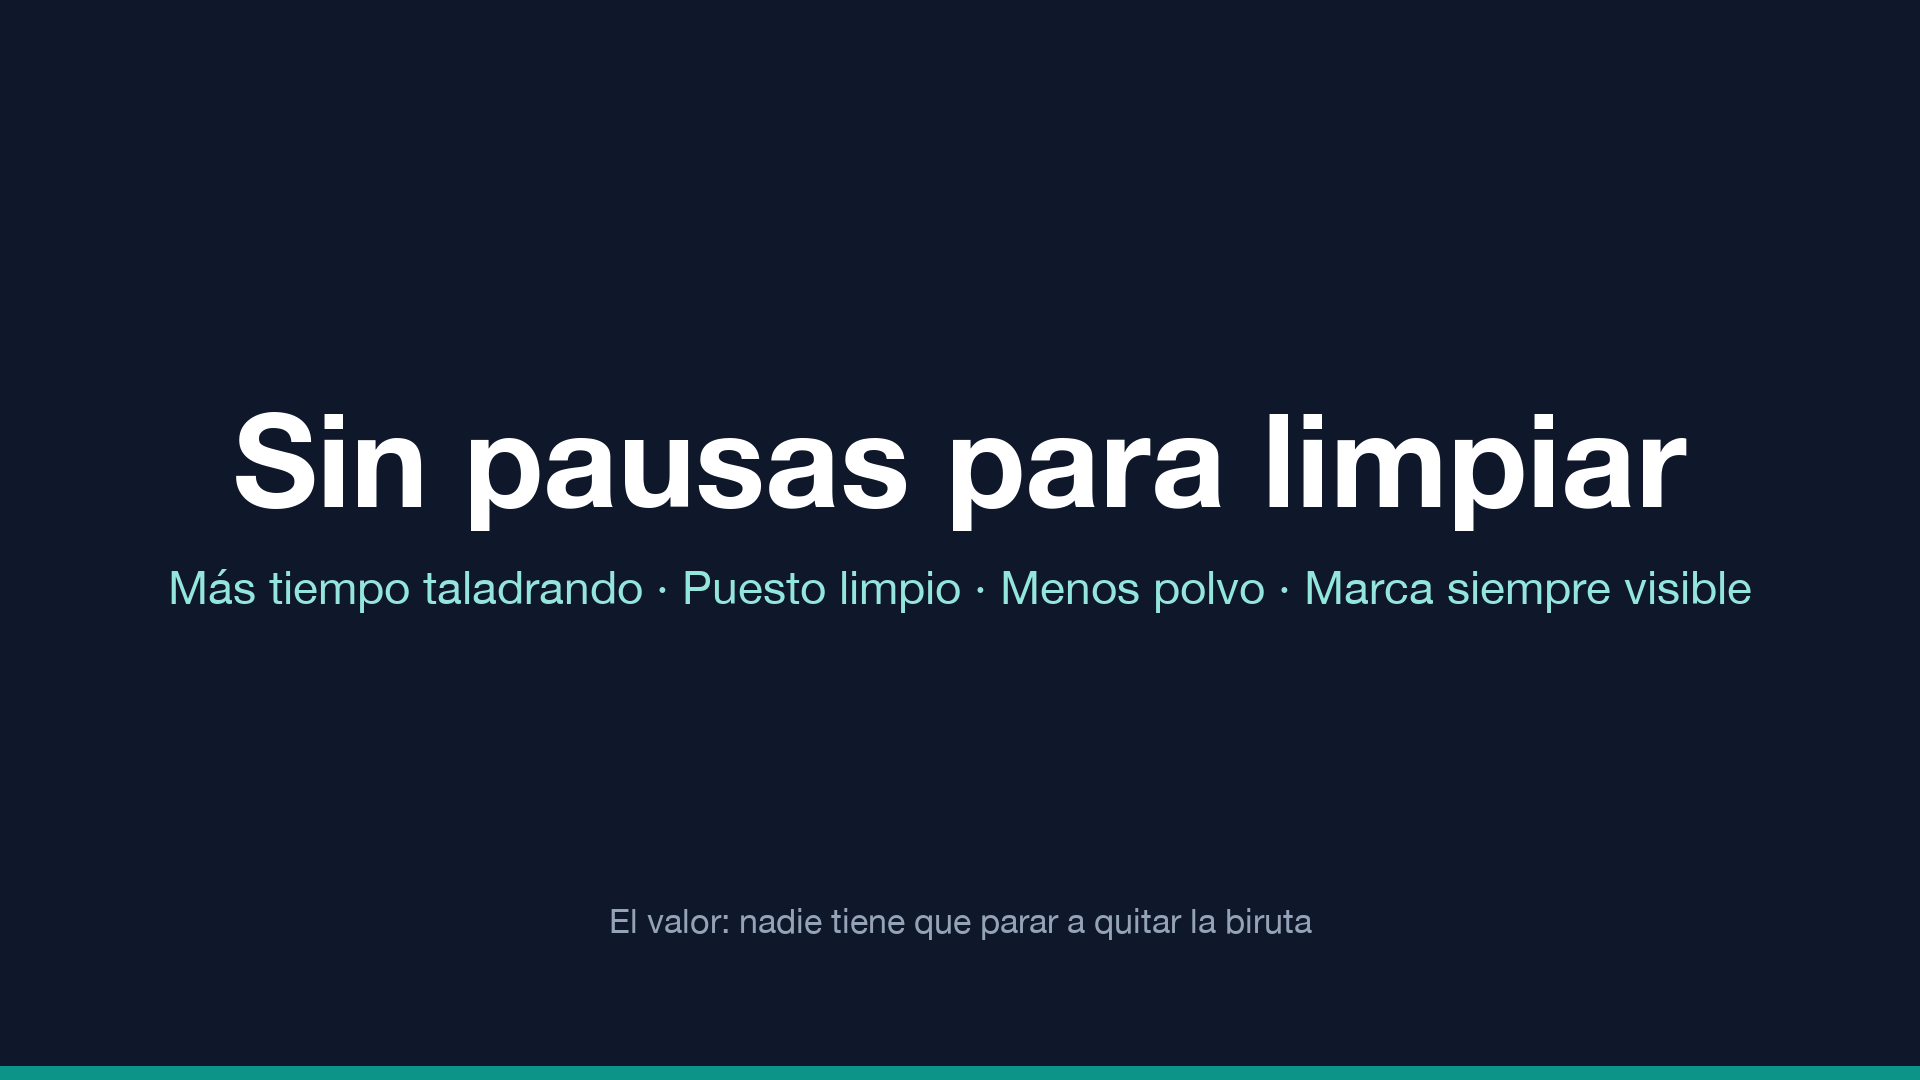 Sin pausas para limpiar
Más tiempo taladrando · Puesto limpio · Menos polvo · Marca siempre visible
El valor: nadie tiene que parar a quitar la biruta